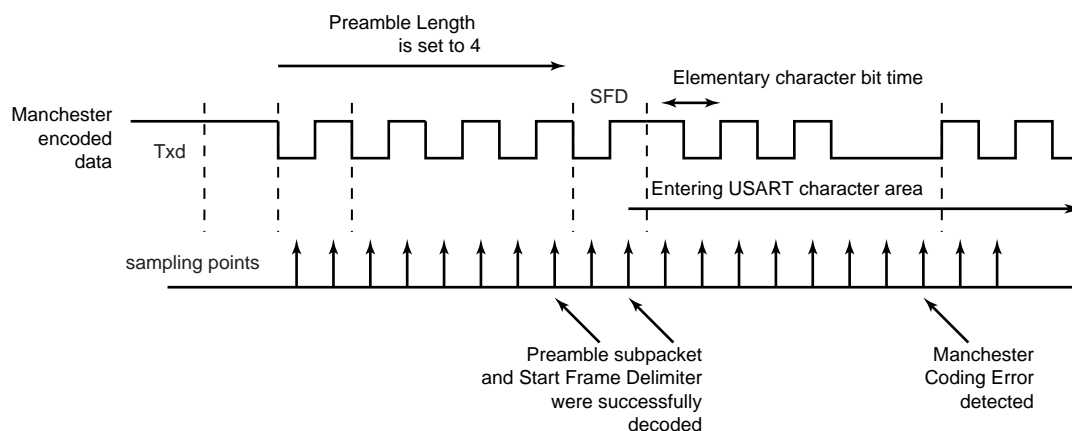 Preamble Length
is set to 4
Elementary character bit time
SFD
Manchester
encoded
data
Txd
Entering USART character area
sampling points
Preamble subpacket
and Start Frame Delimiter
were successfully
decoded
Manchester
Coding Error
detected